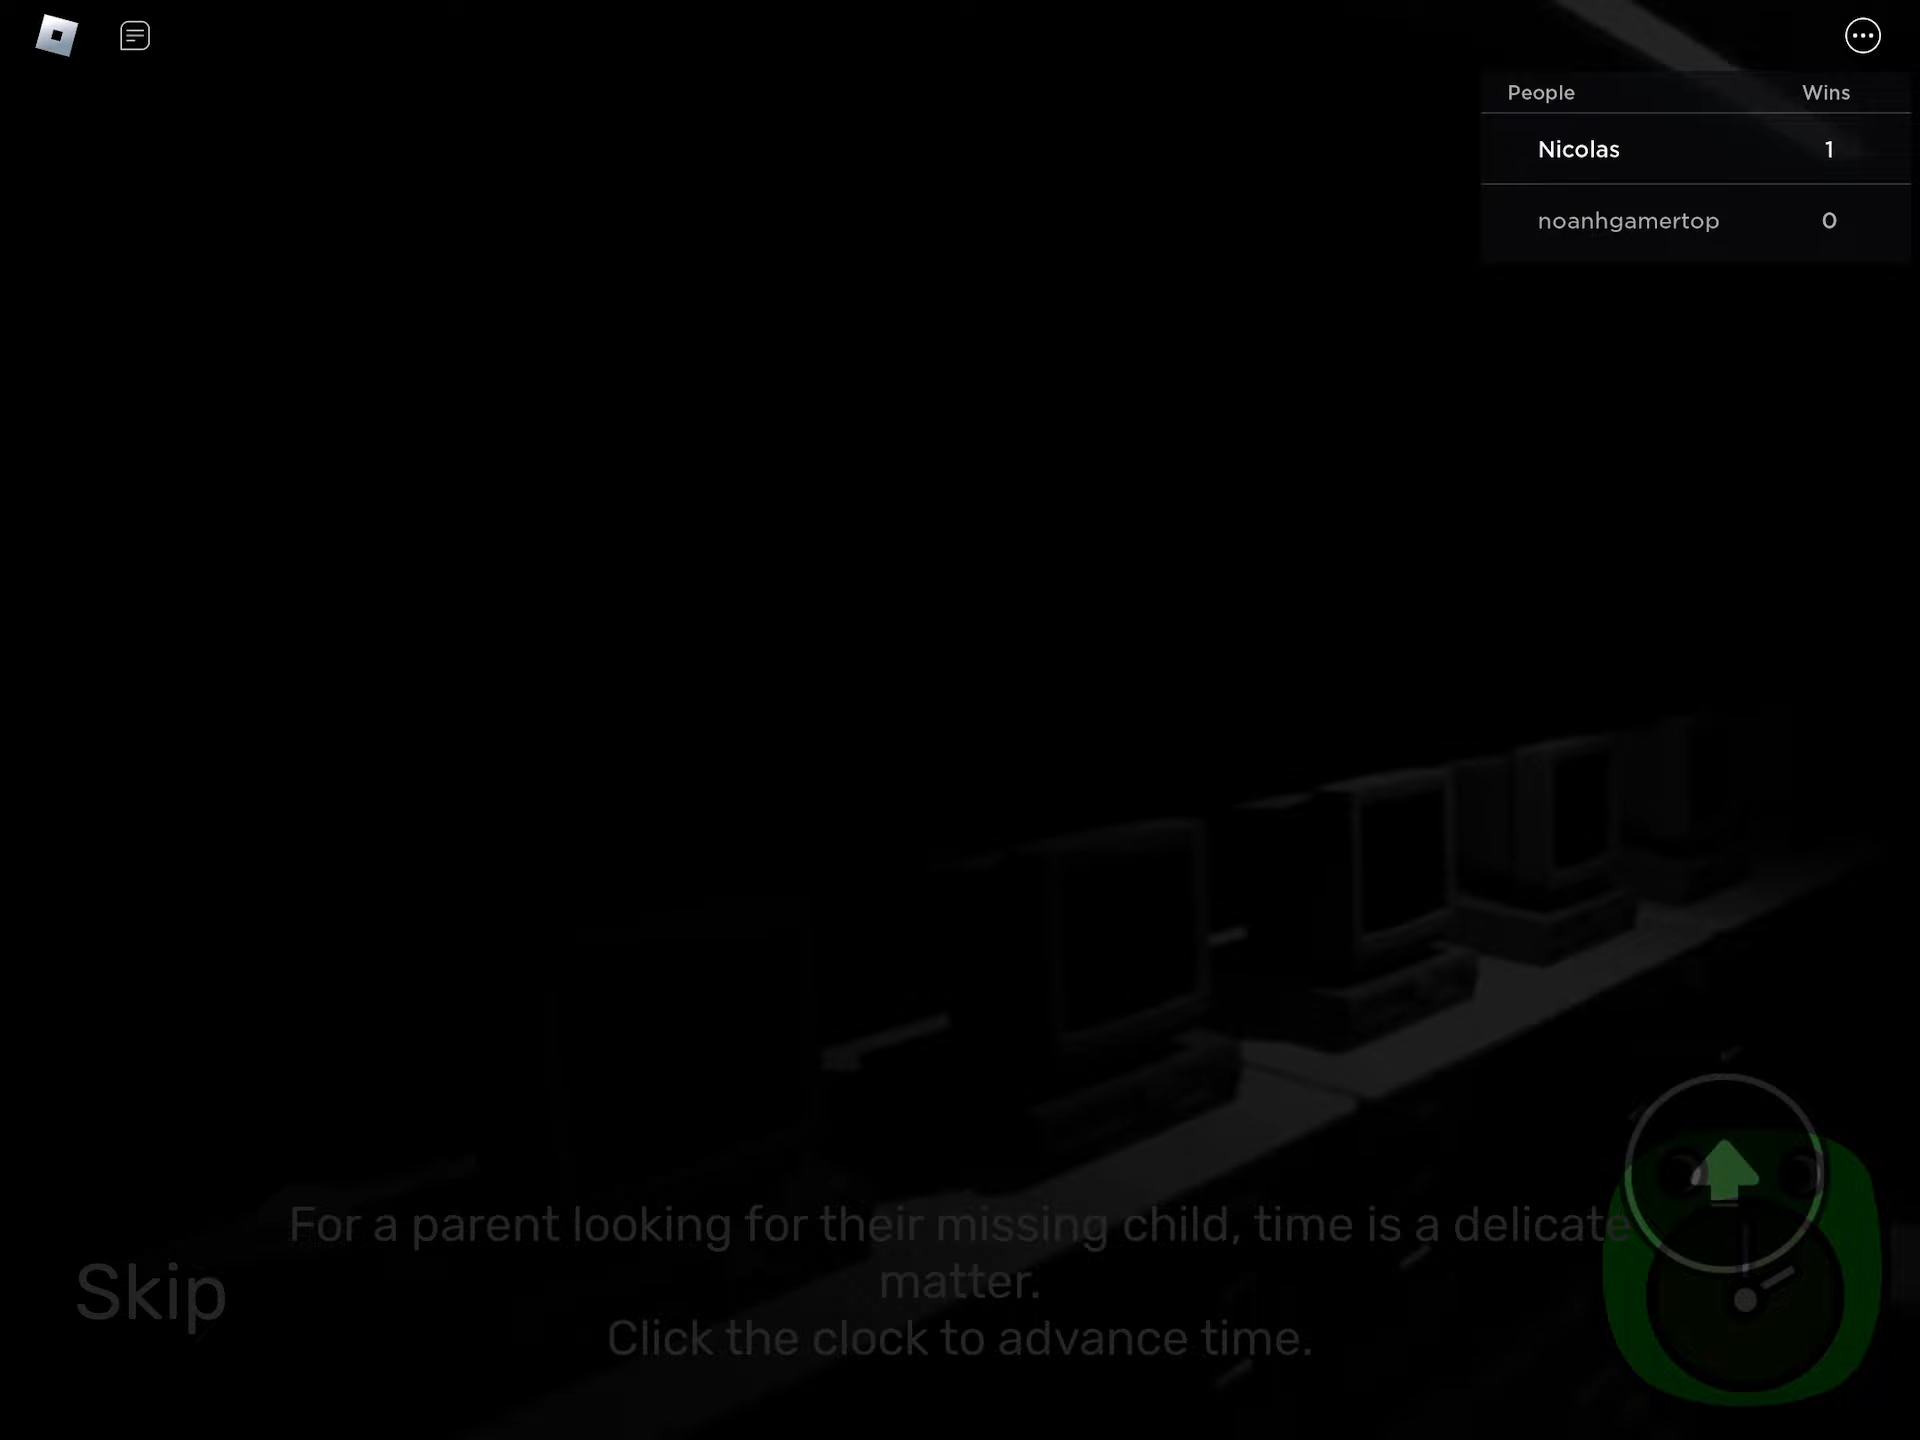 People Wins
Nicolas 1
noanhgamertop 0
For a parent looking for their missing child, time is a delicate
matter.
Skip
Click the clock to advance time.